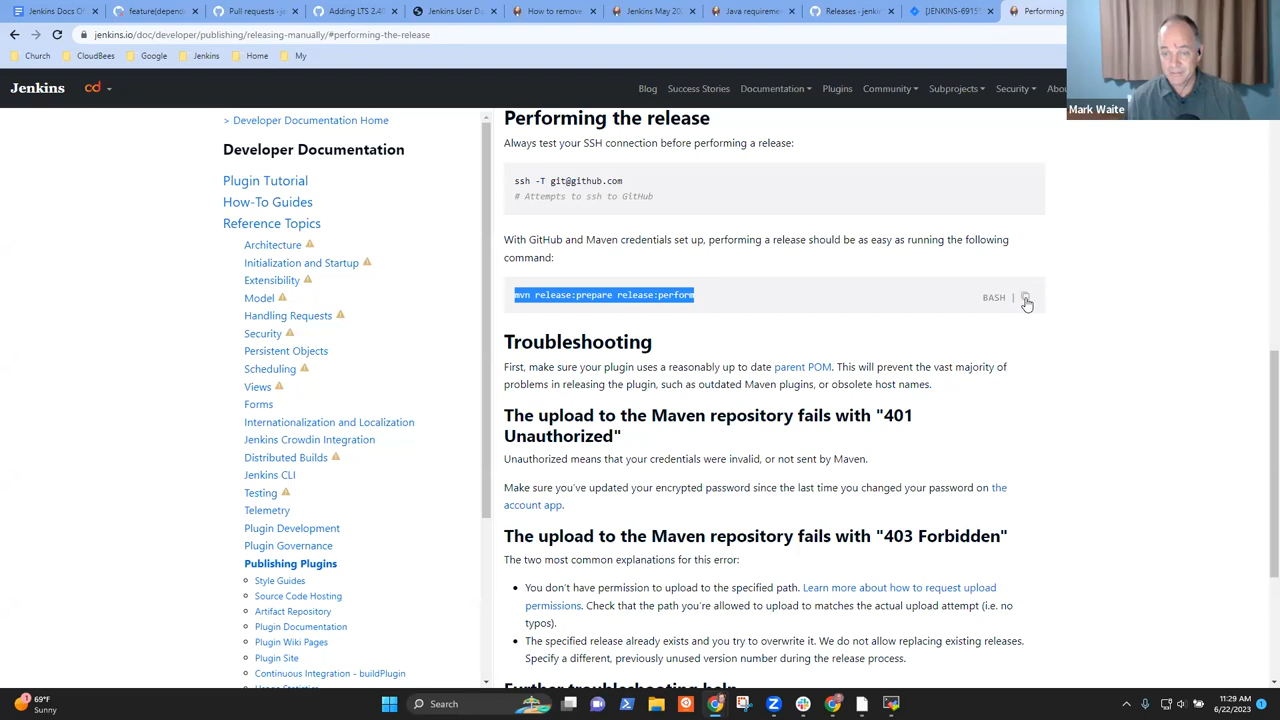 Jenkins Docs Of
feature(depende
Pull requests · je
Adding LTS 2.40
Jenkins User Do
How to remove
Jenkins May 20
Java requirement
Releases · jenki
[JENKINS-6915
Performing
jenkins.io/doc/developer/publishing/releasing-manually/#performing-the-release
Church
CloudBees
Google
Jenkins
Home
My
Jenkins
cd
Blog
Success Stories
Documentation
Plugins
Community
Subprojects
Security
Abou
Mark Waite
> Developer Documentation Home
Developer Documentation
Plugin Tutorial
How-To Guides
Reference Topics
Architecture
Initialization and Startup
Extensibility
Model
Handling Requests
Security
Persistent Objects
Scheduling
Views
Forms
Internationalization and Localization
Jenkins Crowdin Integration
Distributed Builds
Jenkins CLI
Testing
Telemetry
Plugin Development
Plugin Governance
Publishing Plugins
Style Guides
Source Code Hosting
Artifact Repository
Plugin Documentation
Plugin Wiki Pages
Plugin Site
Continuous Integration - buildPlugin
Performing the release
Always test your SSH connection before performing a release:
ssh -T git@github.com
# Attempts to ssh to GitHub
With GitHub and Maven credentials set up, performing a release should be as easy as running the following
command:
mvn release:prepare release:perform
BASH |
Troubleshooting
First, make sure your plugin uses a reasonably up to date parent POM. This will prevent the vast majority of
problems in releasing the plugin, such as outdated Maven plugins, or obsolete host names.
The upload to the Maven repository fails with "401
Unauthorized"
Unauthorized means that your credentials were invalid, or not sent by Maven.
Make sure you've updated your encrypted password since the last time you changed your password on the
account app.
The upload to the Maven repository fails with "403 Forbidden"
The two most common explanations for this error:
You don't have permission to upload to the specified path. Learn more about how to request upload
permissions. Check that the path you're allowed to upload to matches the actual upload attempt (i.e. no
typos).
The specified release already exists and you try to overwrite it. We do not allow replacing existing releases.
Specify a different, previously unused version number during the release process.
Further troubleshooting help
69°F
Sunny
Search
11:29 AM
6/22/2023